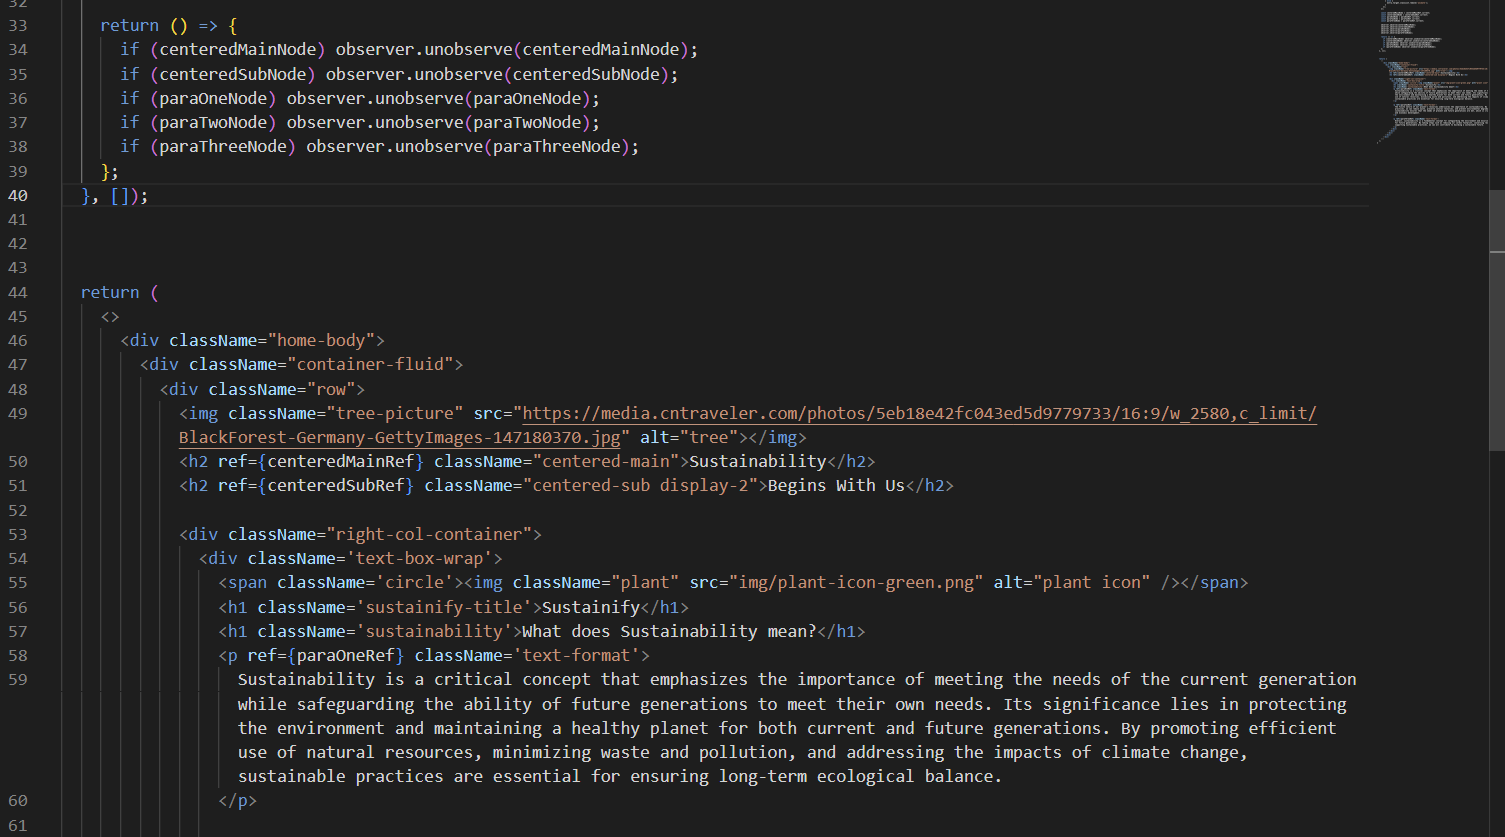 32
33 return () => {
34 if (centeredMainNode) observer.unobserve(centeredMainNode);
35 if (centeredSubNode) observer.unobserve(centeredSubNode);
36 if (paraOneNode) observer.unobserve(paraOneNode);
37 if (paraTwoNode) observer.unobserve(paraTwoNode);
38 if (paraThreeNode) observer.unobserve(paraThreeNode);
39 };
40 }, []);
41
42
43
44 return (
45 <>
46 <div className="home-body">
47 <div className="container-fluid">
48 <div className="row">
49 <img className="tree-picture" src="https://media.cntraveler.com/photos/5eb18e42fc043ed5d9779733/16:9/w_2580,c_limit/
BlackForest-Germany-GettyImages-147180370.jpg" alt="tree"></img>
50 <h2 ref={centeredMainRef} className="centered-main">Sustainability</h2>
51 <h2 ref={centeredSubRef} className="centered-sub display-2">Begins With Us</h2>
52
53 <div className="right-col-container">
54 <div className='text-box-wrap'>
55 <span className='circle'><img className="plant" src="img/plant-icon-green.png" alt="plant icon" /></span>
56 <h1 className='sustainify-title'>Sustainify</h1>
57 <h1 className='sustainability'>What does Sustainability mean?</h1>
58 <p ref={paraOneRef} className='text-format'>
59 Sustainability is a critical concept that emphasizes the importance of meeting the needs of the current generation
while safeguarding the ability of future generations to meet their own needs. Its significance lies in protecting
the environment and maintaining a healthy planet for both current and future generations. By promoting efficient
use of natural resources, minimizing waste and pollution, and addressing the impacts of climate change,
sustainable practices are essential for ensuring long-term ecological balance.
60 </p>
61